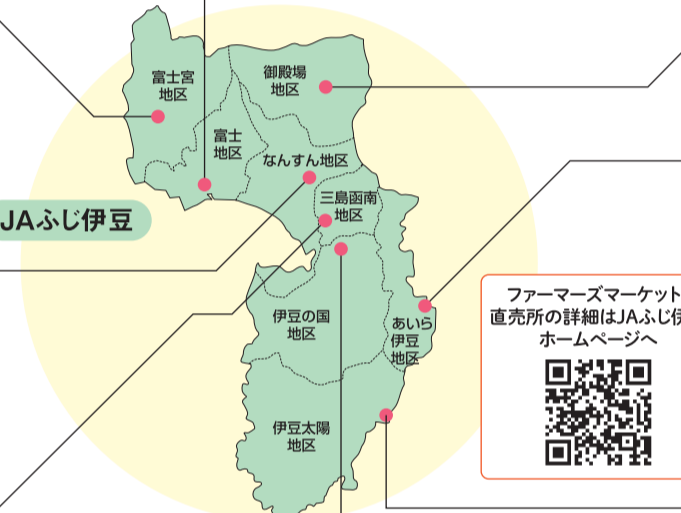 富士宮
地区
御殿場
地区
富士
地区
なんすん地区
三島函南
地区
JAふじ伊豆
伊豆の国
地区
あいら
伊豆
地区
伊豆太陽
地区
ファーマーズマーケット
直売所の詳細はJAふじ伊
ホームページへ